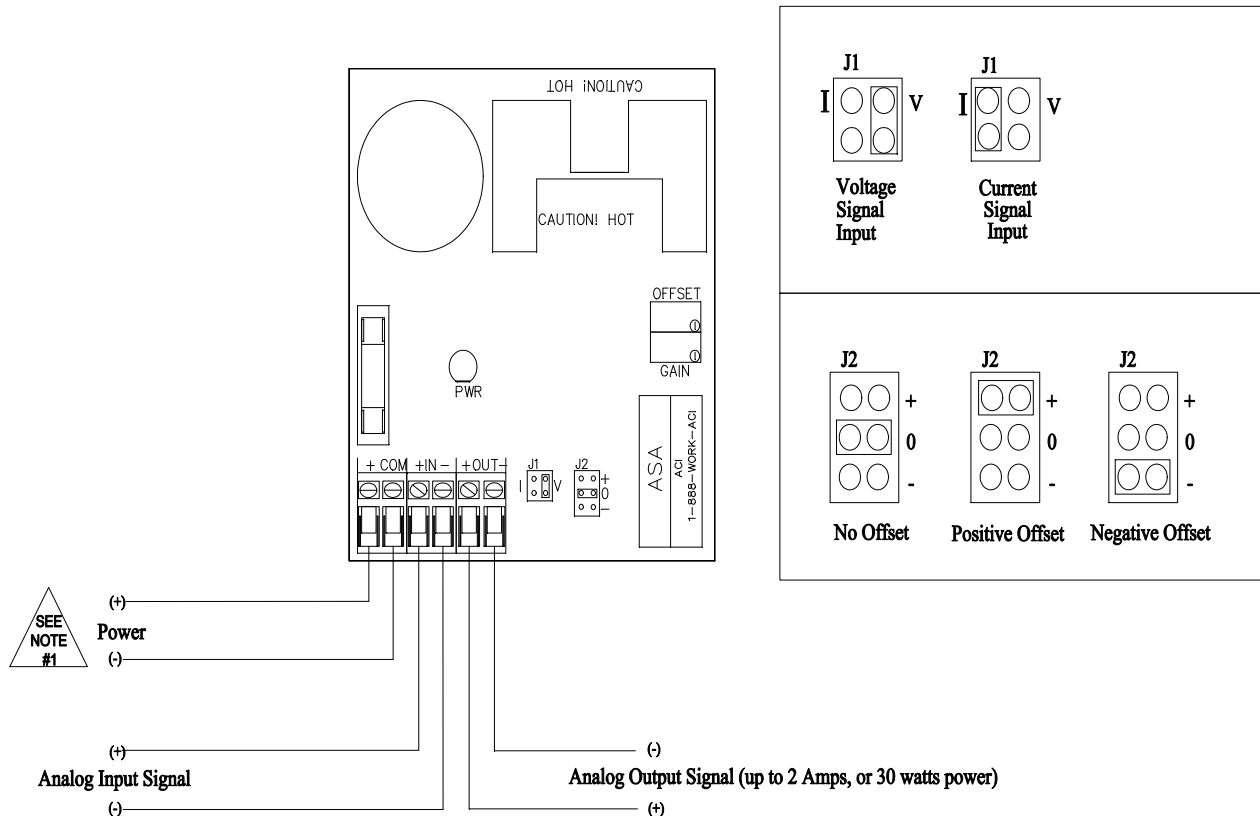 CAUTION! HOT
CAUTION! HOT
OFFSET
GAIN
PWR
+ COM +IN - +OUT-
J1
I V
J2
+
0
-
ASA
ACI
1-888-WORK-ACI
SEE
NOTE
#1
(+)
Power
(-)
(+)
Analog Input Signal
(-)
(-)
Analog Output Signal (up to 2 Amps, or 30 watts power)
(+)
J1
I V
Voltage
Signal
Input
J1
I V
Current
Signal
Input
J2
+
0
-
No Offset
J2
+
0
-
Positive Offset
J2
+
0
-
Negative Offset